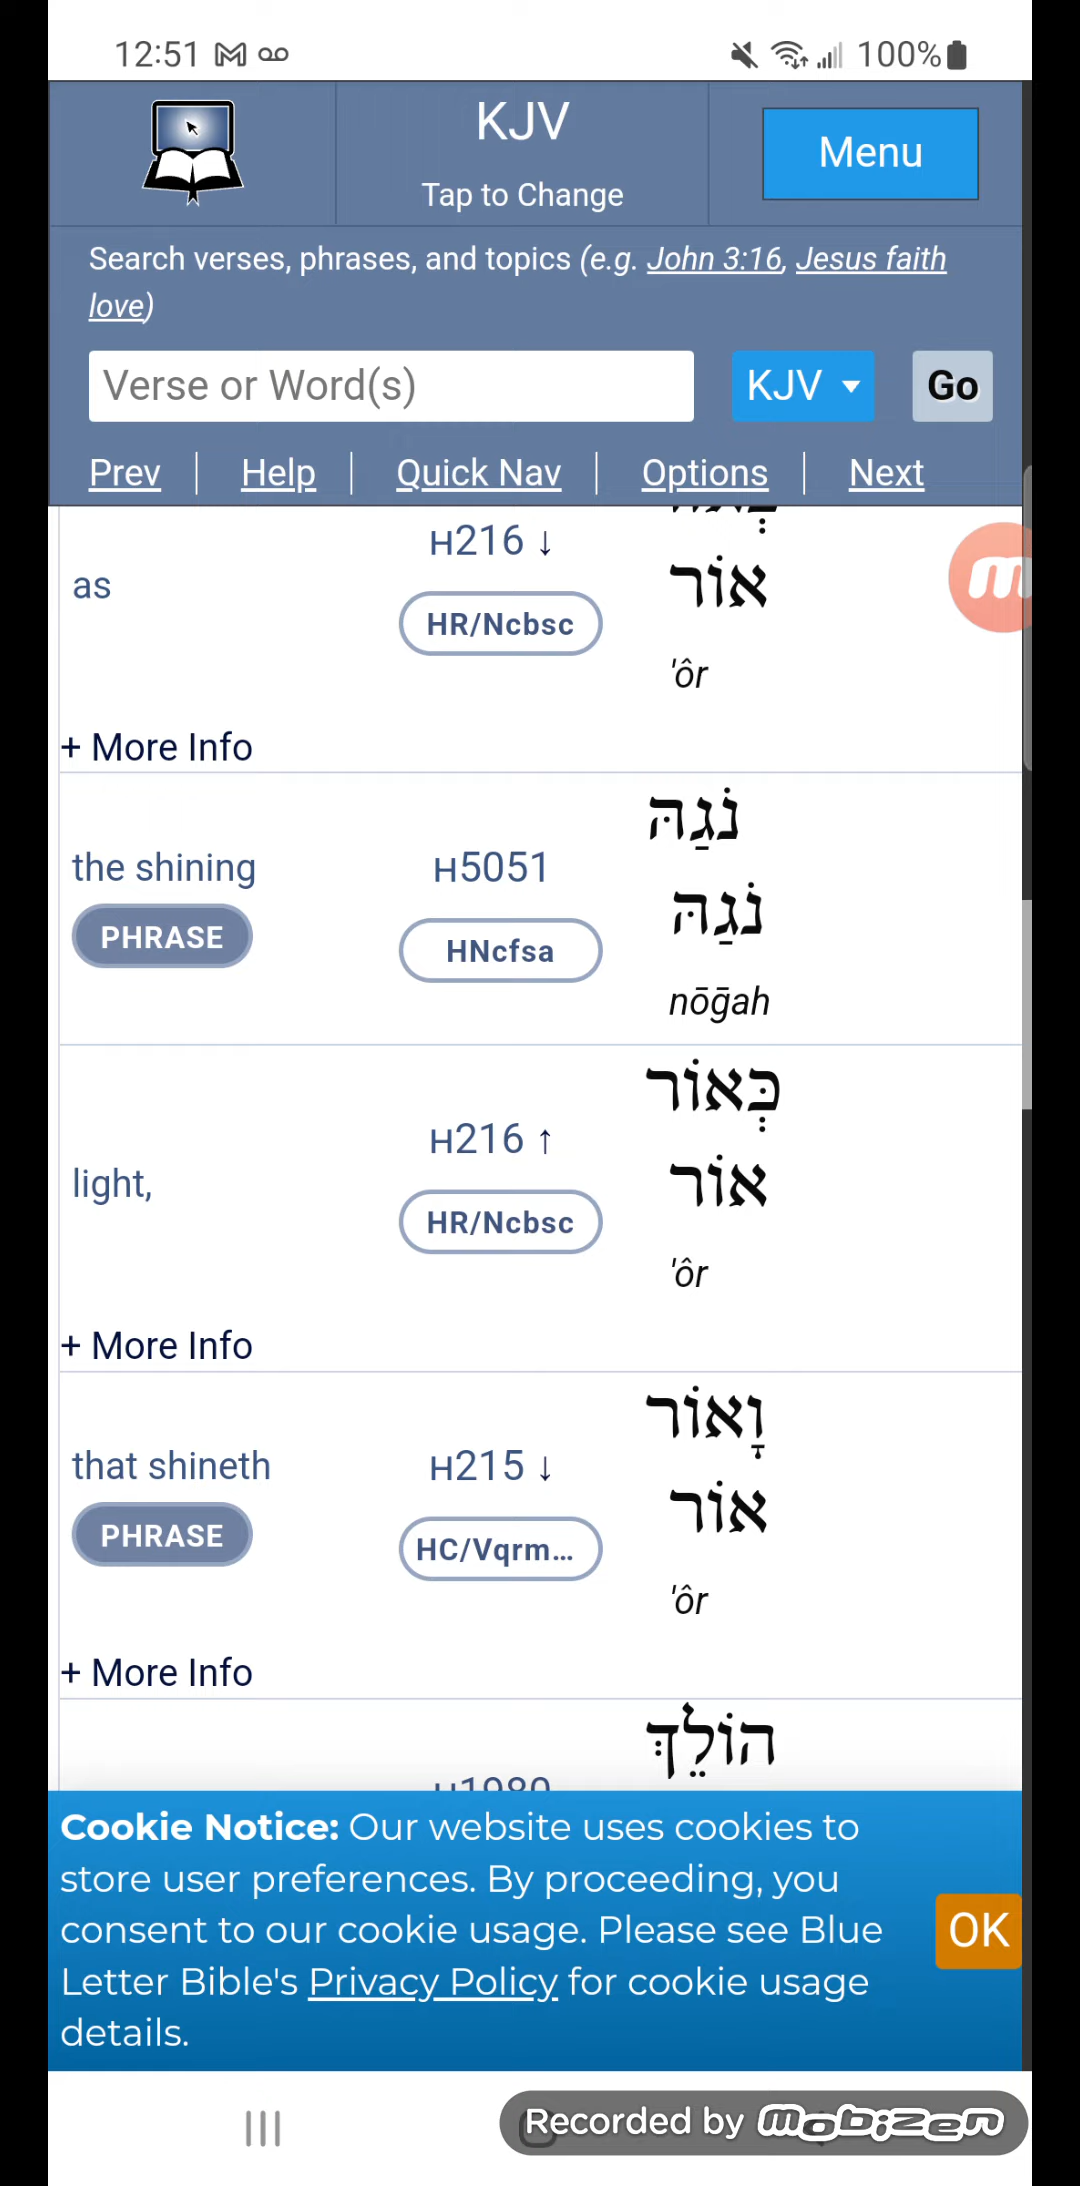 12:51
100%
KJV
Tap to Change
Menu
Search verses, phrases, and topics (e.g. John 3:16, Jesus faith
love)
Verse or Word(s)
KJV
Go
Prev | Help | Quick Nav | Options | Next
as
H216 ↓
HR/Ncbsc
אוֹר
'ôr
+ More Info
the shining
PHRASE
H5051
HNcfsa
נֹגַהּ
נֹגַהּ
nōḡah
light,
H216 ↑
HR/Ncbsc
כְּאוֹר
אוֹר
'ôr
+ More Info
that shineth
PHRASE
H215 ↓
HC/Vqrm...
וָאוֹר
אוֹר
'ôr
+ More Info
H1980
הוֹלֵךְ
Cookie Notice: Our website uses cookies to
store user preferences. By proceeding, you
consent to our cookie usage. Please see Blue
Letter Bible's Privacy Policy for cookie usage
details.
OK
Recorded by mobizen